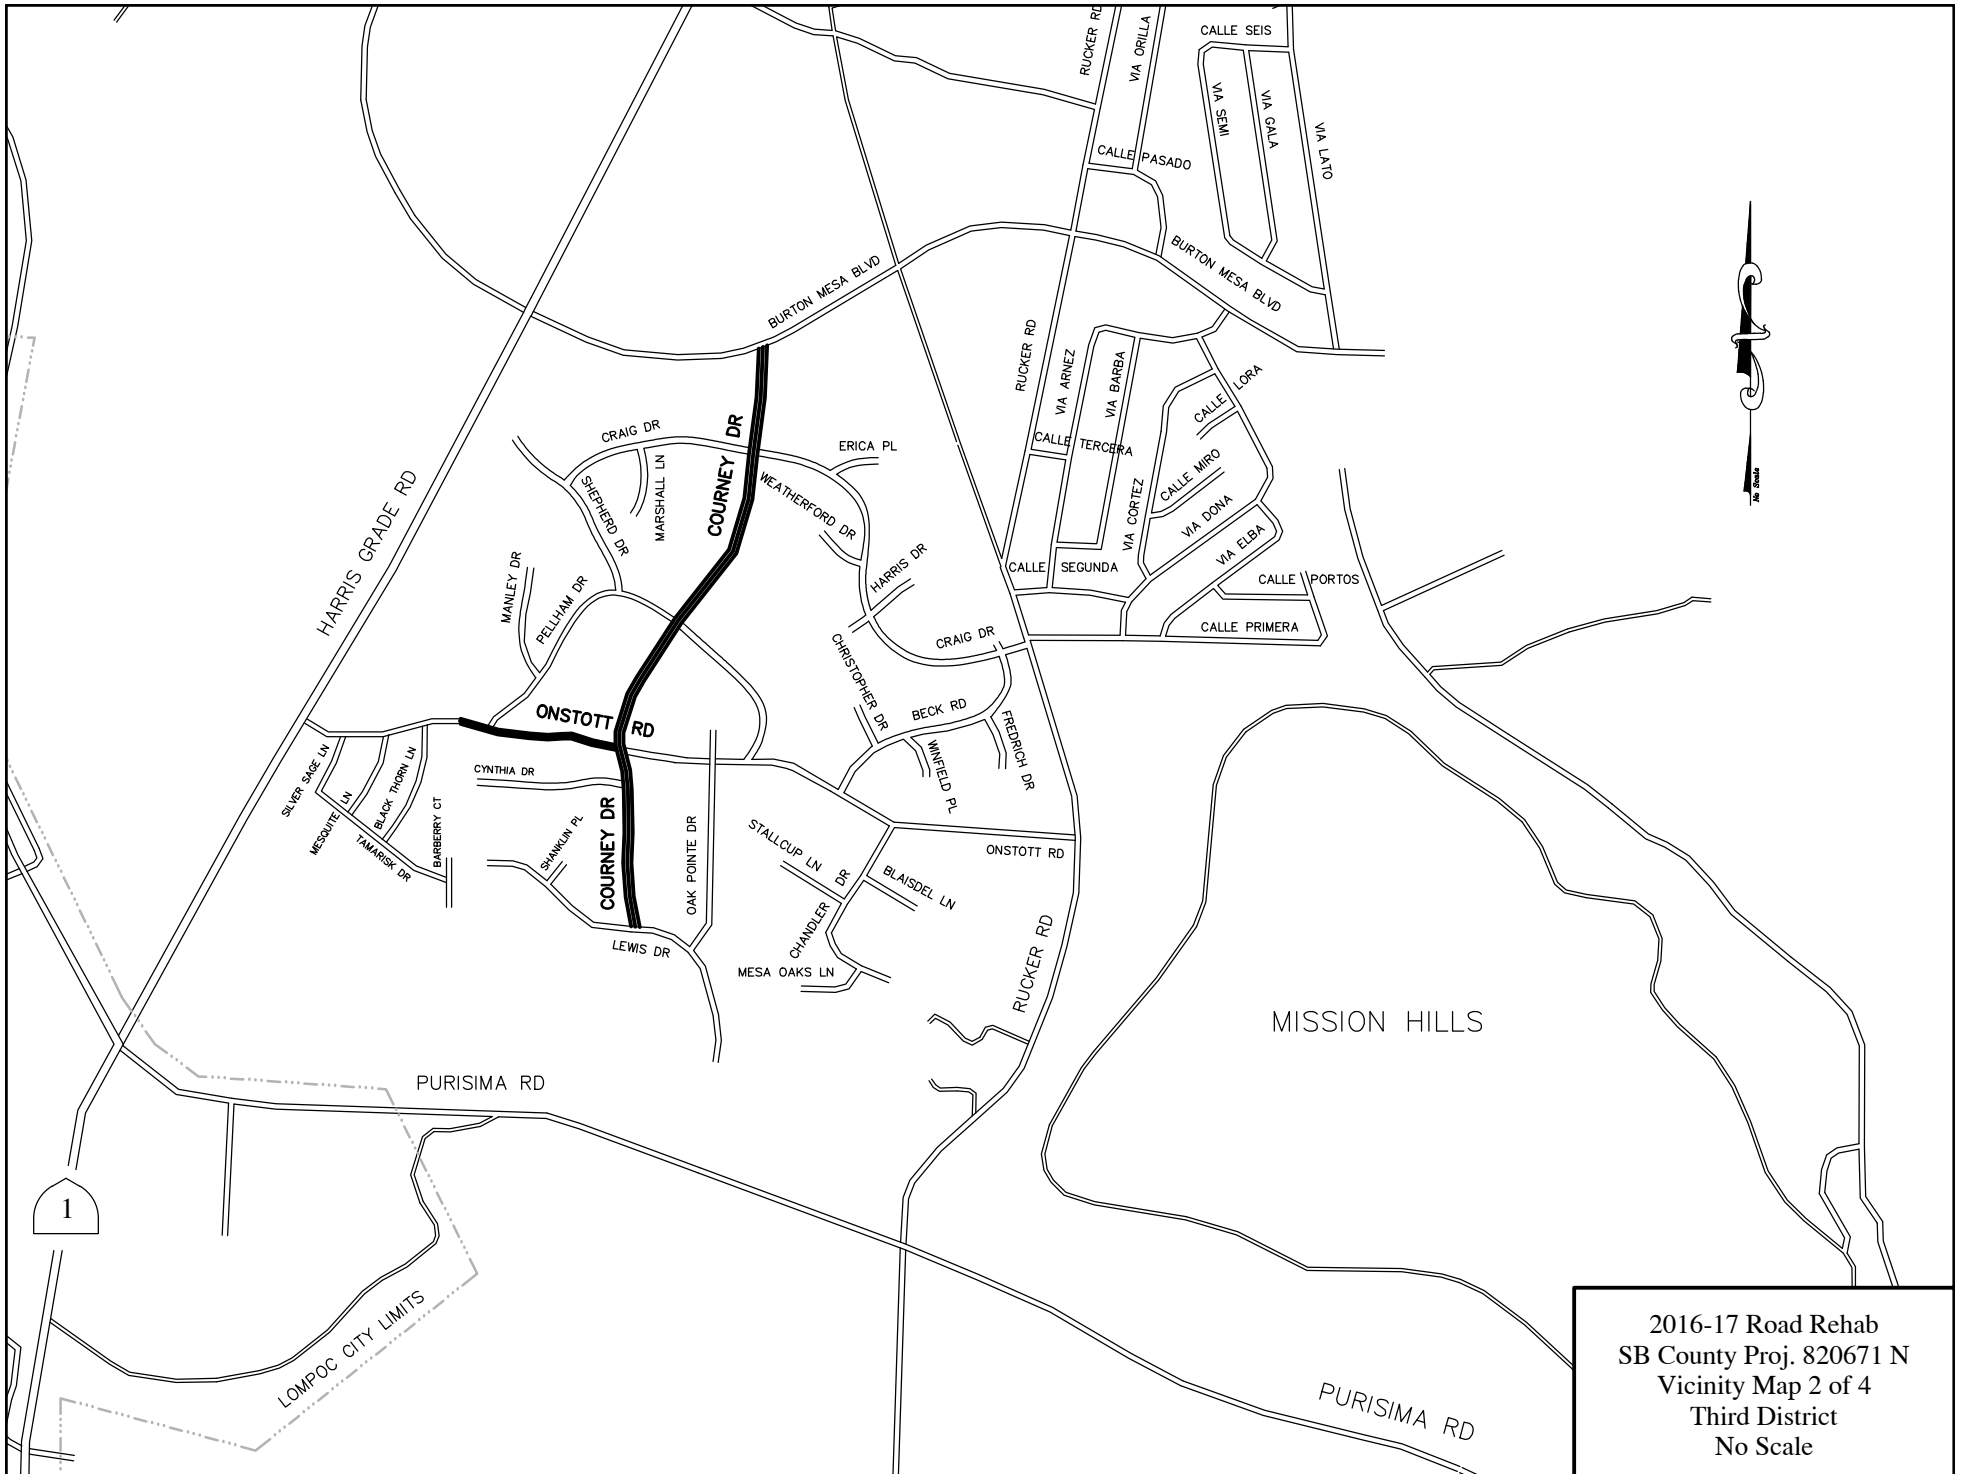 RUCKER RD
VIA ORILLA
CALLE SEIS
VIA SEMI
VIA GALA
VIA LATO
CALLE PASADO
BURTON MESA BLVD
BURTON MESA BLVD
RUCKER RD
VIA ARNEZ
VIA BARBA
CALLE LORA
CALLE TERCERA
CALLE MIRO
VIA CORTEZ
VIA DONA
VIA ELBA
CALLE SEGUNDA
CALLE PORTOS
CALLE PRIMERA
No Scale
HARRIS GRADE RD
CRAIG DR
COURNEY DR
ERICA PL
MARSHALL LN
SHEPHERD DR
WEATHERFORD DR
MANLEY DR
PELLHAM DR
HARRIS DR
CRAIG DR
CHRISTOPHER DR
BECK RD
FREDRICH DR
WINFIELD PL
ONSTOTT RD
SILVER SAGE LN
MESQUITE LN
BLACK THORN LN
TAMARISK DR
BARBERRY CT
CYNTHIA DR
SHANKLIN PL
COURNEY DR
OAK POINTE DR
STALLCUP LN
CHANDLER DR
BLAISDEL LN
ONSTOTT RD
LEWIS DR
MESA OAKS LN
RUCKER RD
MISSION HILLS
PURISIMA RD
1
LOMPOC CITY LIMITS
PURISIMA RD
2016-17 Road Rehab
SB County Proj. 820671 N
Vicinity Map 2 of 4
Third District
No Scale